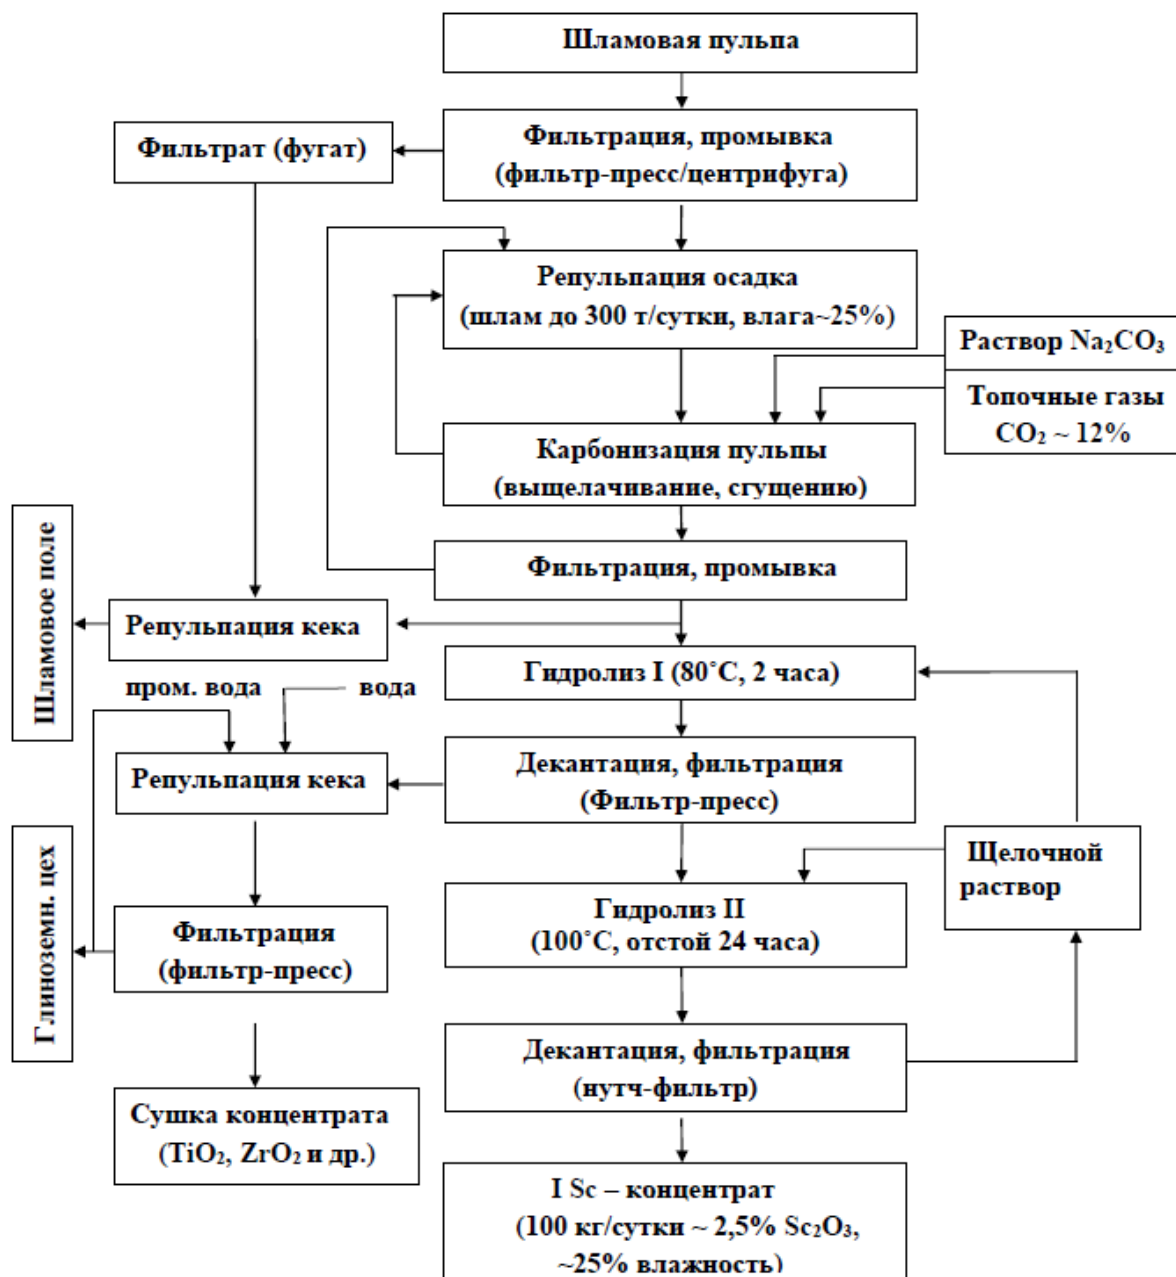 Шламовая пульпа
Фильтрат (фугат)
Фильтрация, промывка
(фильтр-пресс/центрифуга)
Репульпация осадка
(шлам до 300 т/сутки, влага~25%)
Раствор Na₂CO₃
Топочные газы
CO₂ ~ 12%
Карбонизация пульпы
(выщелачивание, сгущению)
Шламовое поле
Фильтрация, промывка
Репульпация кека
Гидролиз I (80˚C, 2 часа)
пром. вода
вода
Репульпация кека
Декантация, фильтрация
(Фильтр-пресс)
Щелочной
раствор
Глиноземн. цех
Фильтрация
(фильтр-пресс)
Гидролиз II
(100˚C, отстой 24 часа)
Декантация, фильтрация
(нутч-фильтр)
Сушка концентрата
(TiO₂, ZrO₂ и др.)
I Sc – концентрат
(100 кг/сутки ~ 2,5% Sc₂O₃,
~25% влажность)